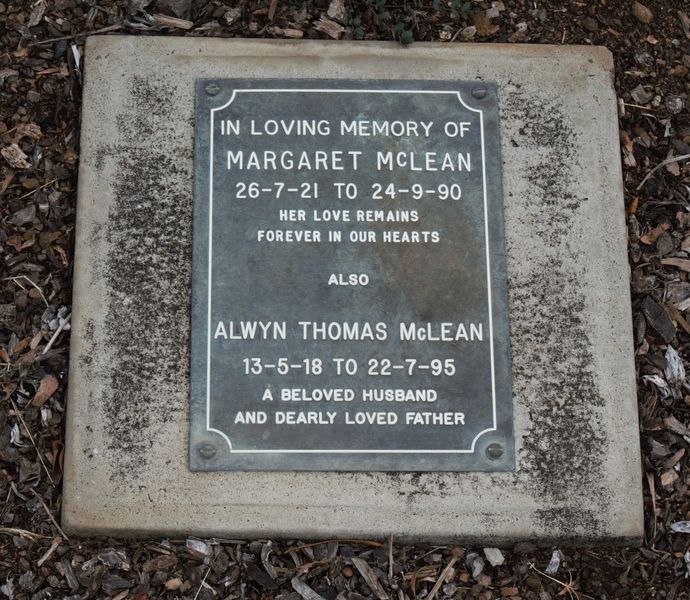 IN LOVING MEMORY OF
MARGARET McLEAN
26-7-21 TO 24-9-90
HER LOVE REMAINS
FOREVER IN OUR HEARTS
ALSO
ALWYN THOMAS McLEAN
13-5-18 TO 22-7-95
A BELOVED HUSBAND
AND DEARLY LOVED FATHER